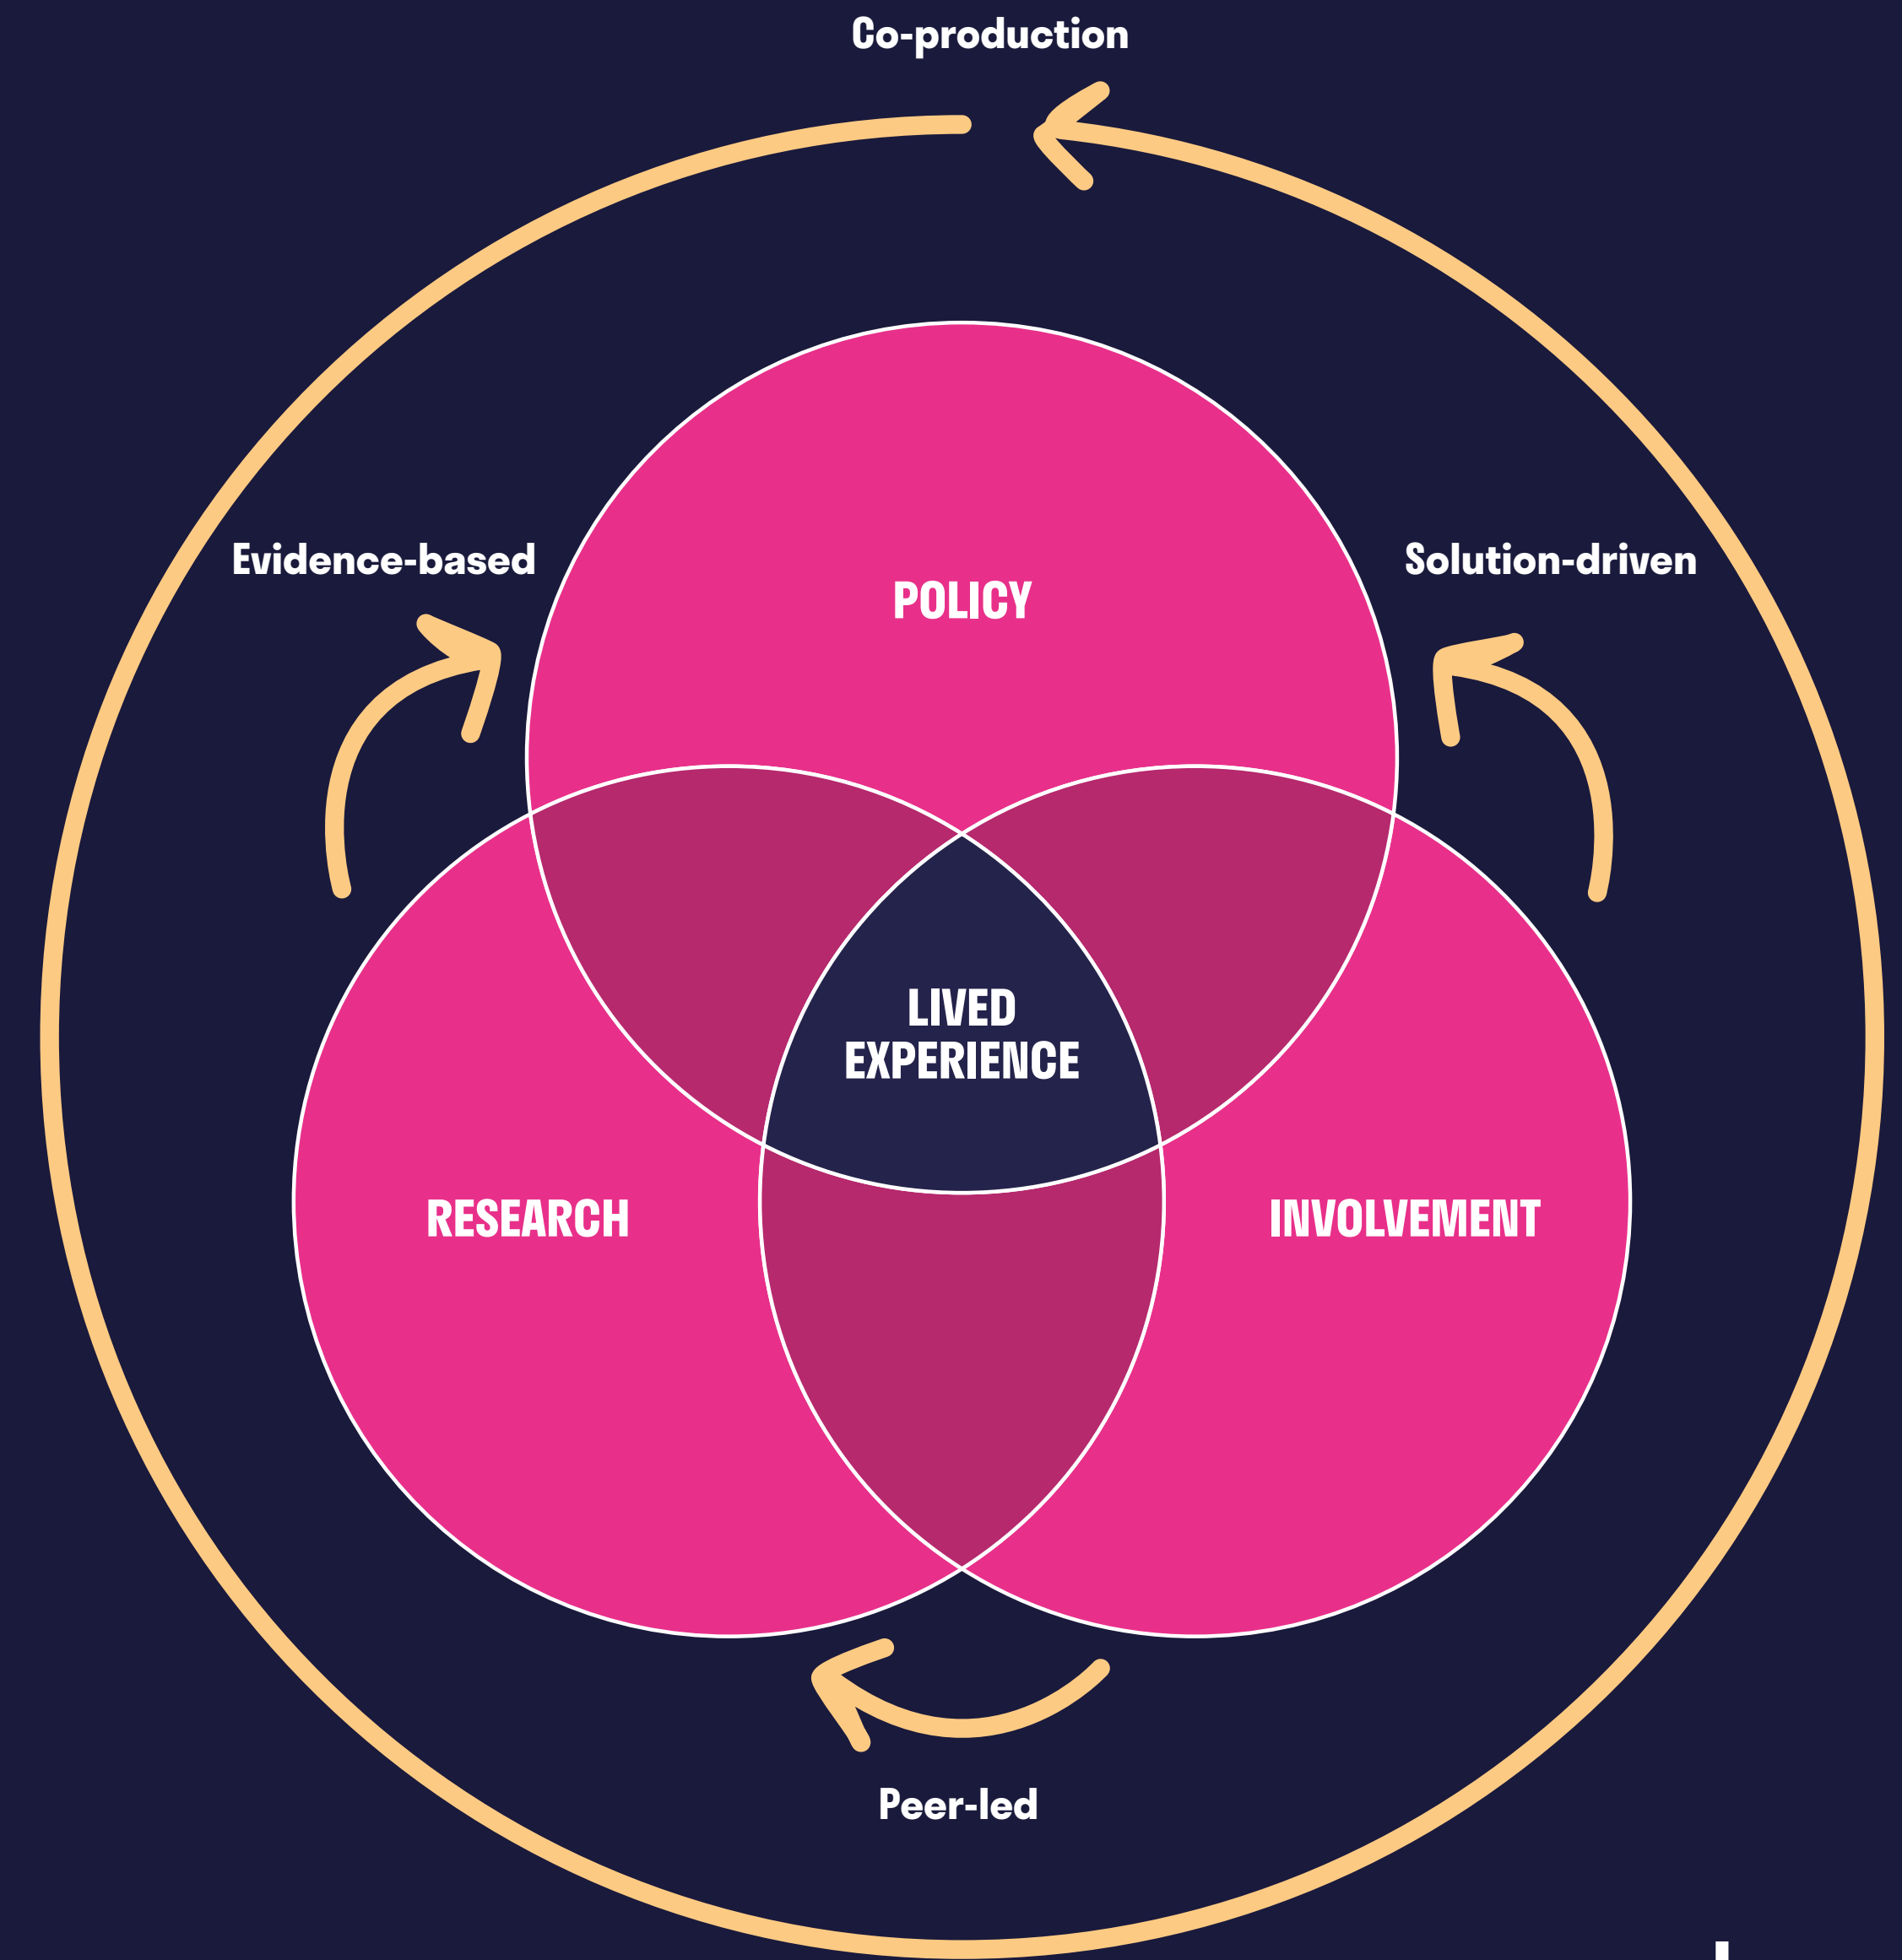 Co-production
Evidence-based
Solution-driven
POLICY
LIVED
EXPERIENCE
RESEARCH
INVOLVEMENT
Peer-led